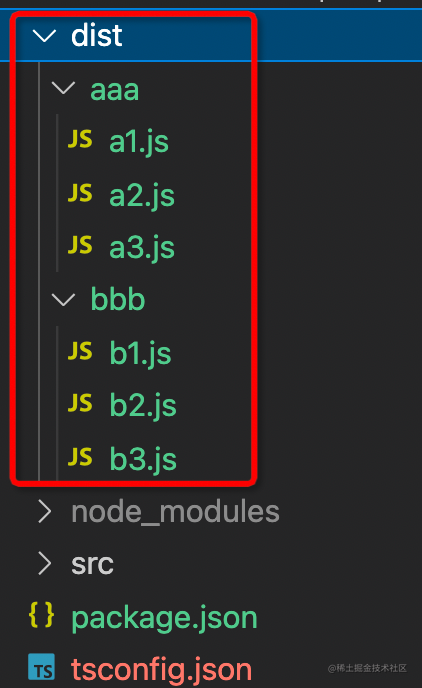 dist
aaa
JS a1.js
JS a2.js
JS a3.js
bbb
JS b1.js
JS b2.js
JS b3.js
node_modules
src
{} package.json
TS tsconfig.json
@稀土掘金技术社区